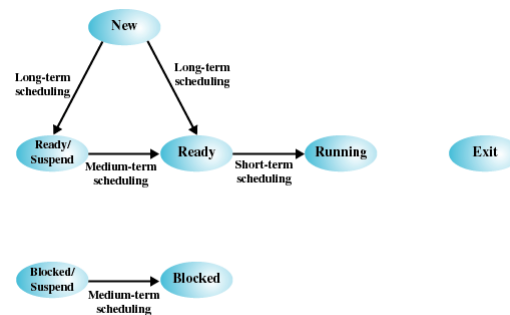 New
Long-term
scheduling
Long-term
scheduling
Ready/
Suspend
Medium-term
scheduling
Ready
Short-term
scheduling
Running
Exit
Blocked/
Suspend
Medium-term
scheduling
Blocked